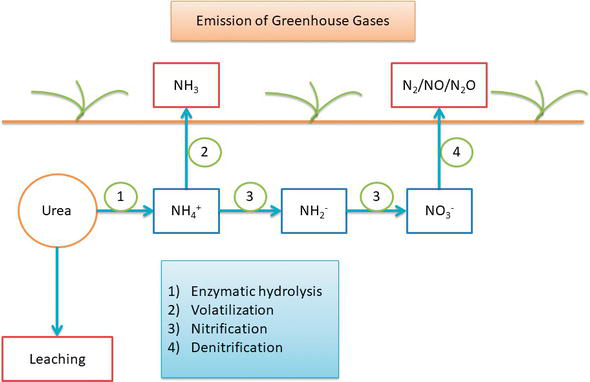 Emission of Greenhouse Gases
NH₃
N₂/NO/N₂O
2
4
Urea
1
NH₄⁺
3
NH₂⁻
3
NO₃⁻
1) Enzymatic hydrolysis
2) Volatilization
3) Nitrification
4) Denitrification
Leaching